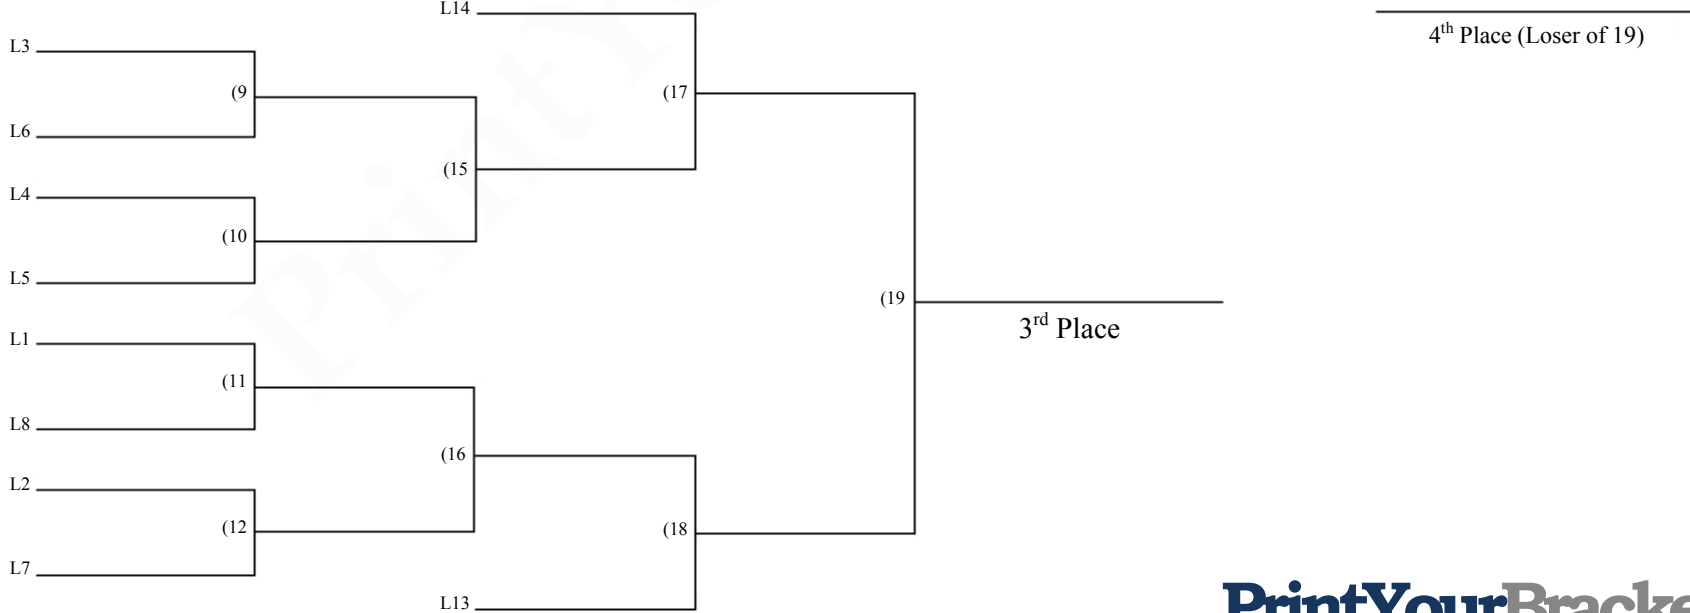 L14
4th Place (Loser of 19)
L3
(9
(17
L6
(15
L4
(10
L5
(19
3rd Place
L1
(11
L8
(16
L2
(12
(18
L7
L13
PrintYourBracke